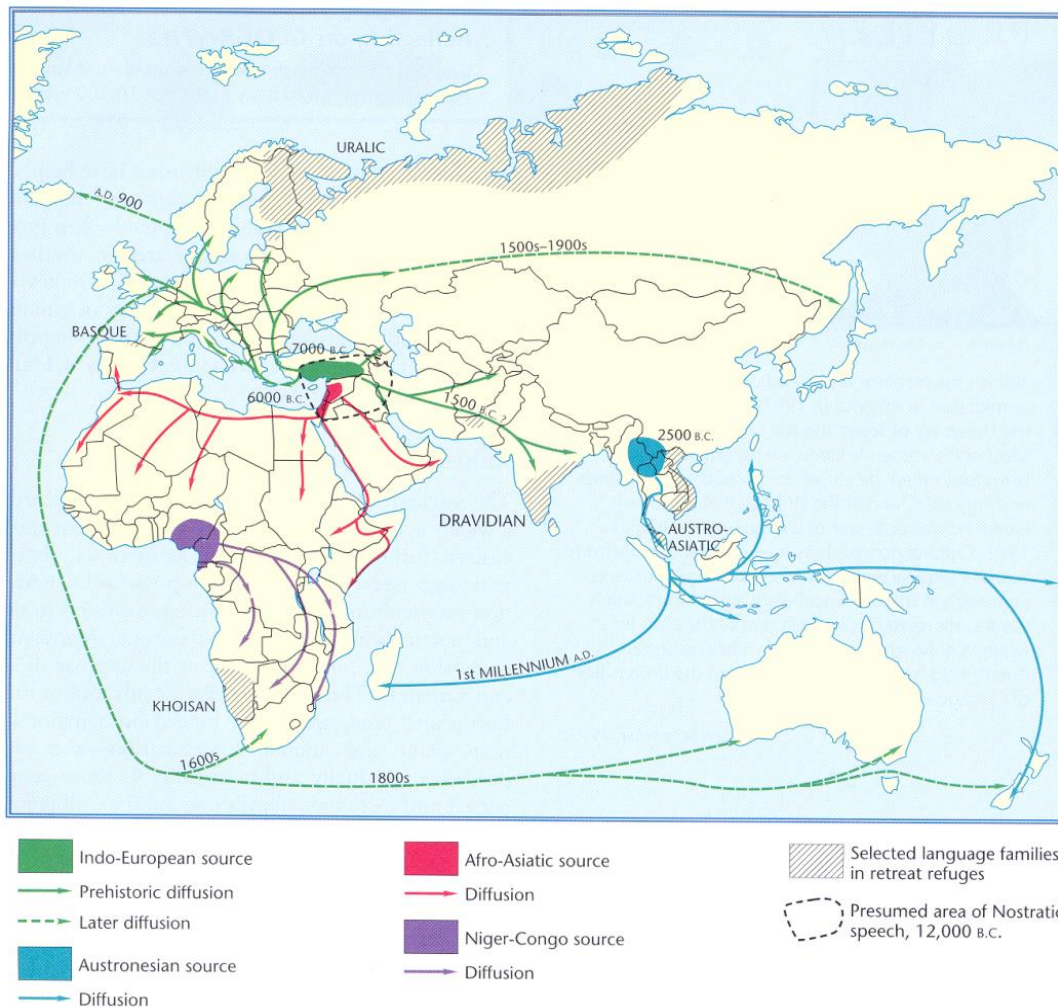 URALIC
A.D. 900
1500s–1900s
BASQUE
7000 B.C.
6000 B.C.
1500 B.C.?
2500 B.C.
DRAVIDIAN
AUSTRO-
ASIATIC
1st MILLENNIUM A.D.
KHOISAN
1600s
1800s
Indo-European source
Prehistoric diffusion
Later diffusion
Austronesian source
Diffusion
Afro-Asiatic source
Diffusion
Niger-Congo source
Diffusion
Selected language families
in retreat refuges
Presumed area of Nostratic
speech, 12,000 B.C.